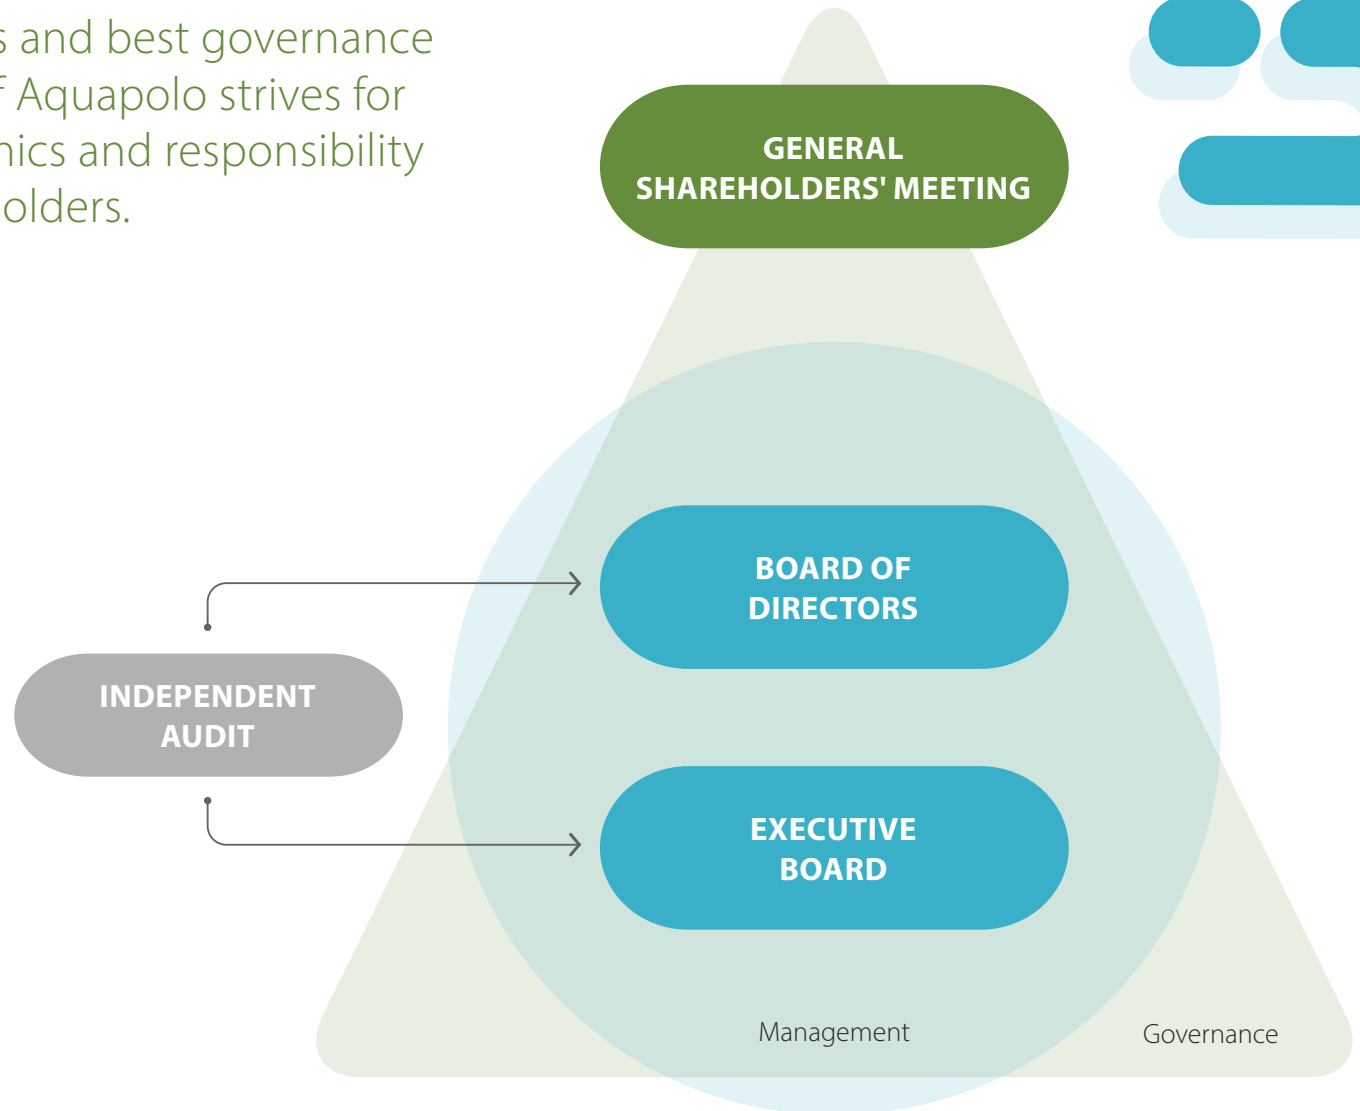 s and best governance
f Aquapolo strives for
nics and responsibility
olders.
GENERAL
SHAREHOLDERS' MEETING
BOARD OF
DIRECTORS
INDEPENDENT
AUDIT
EXECUTIVE
BOARD
Management
Governance